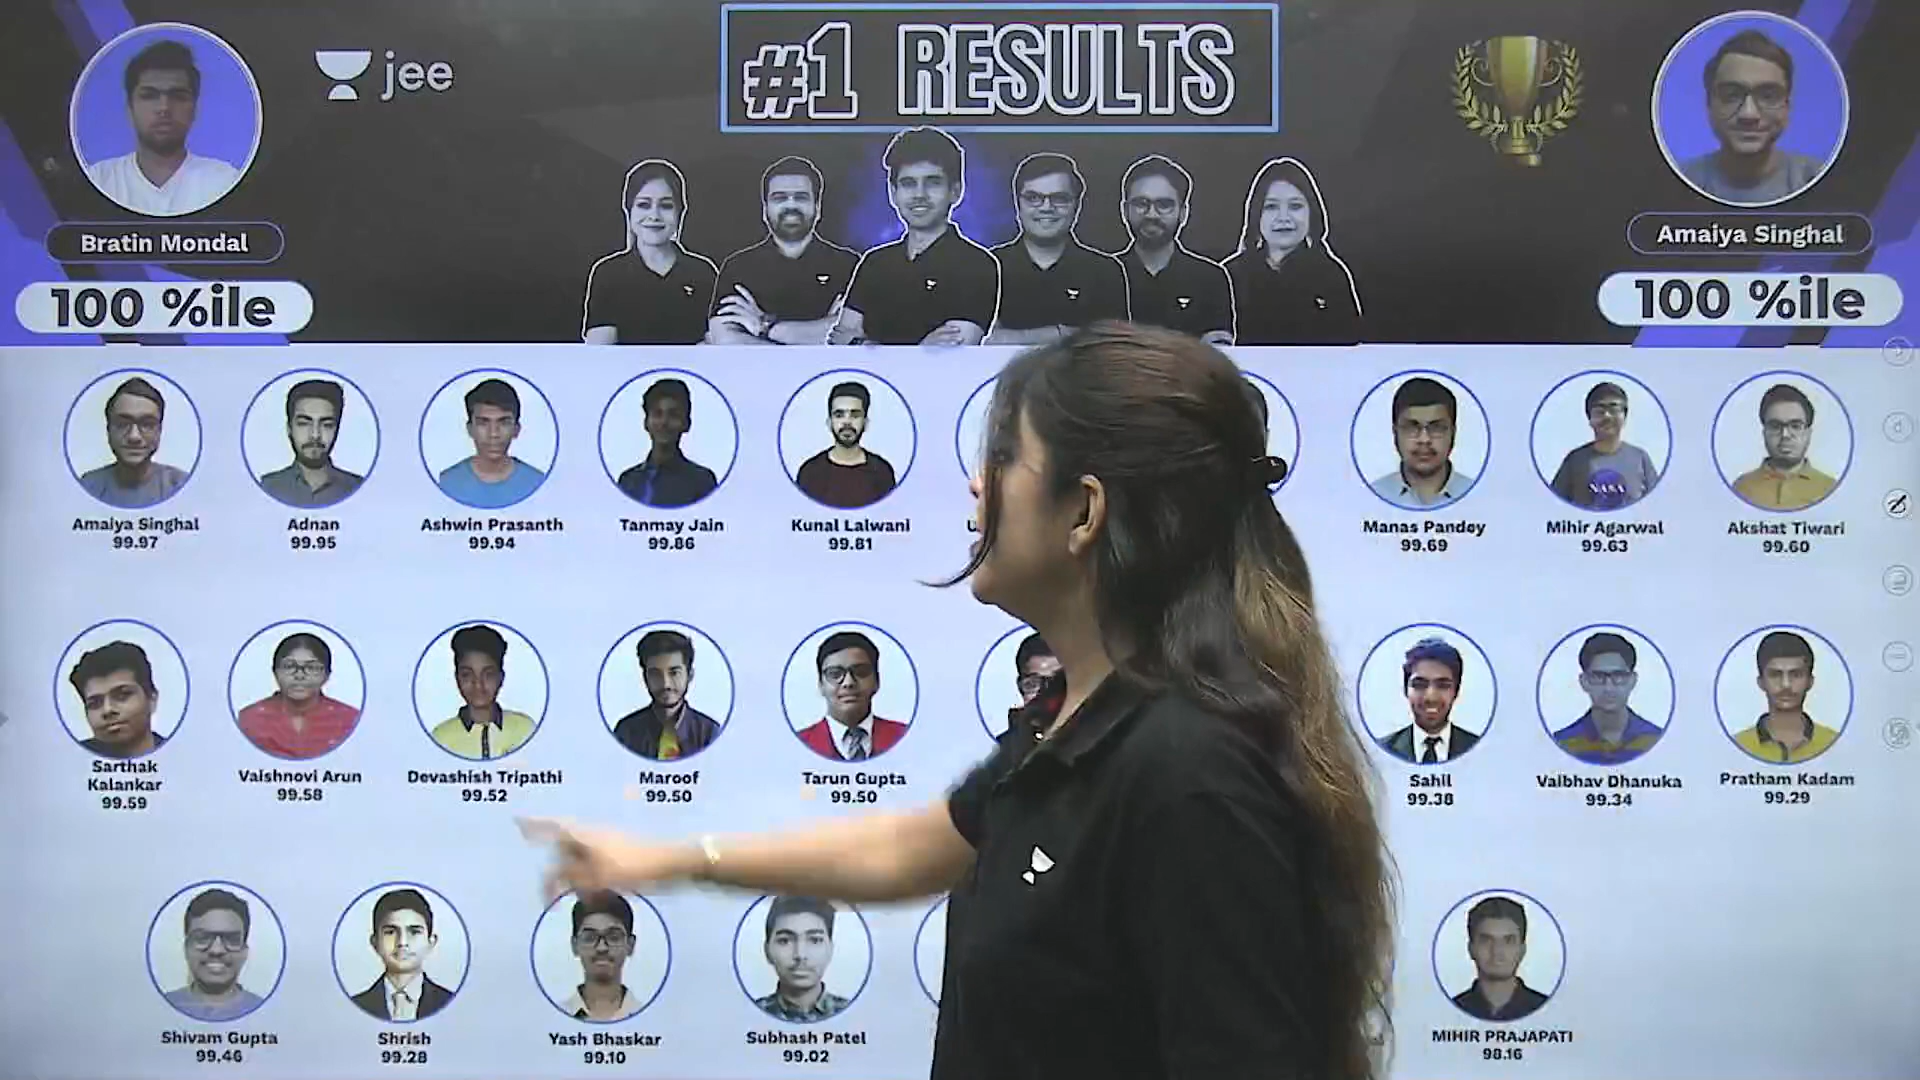 jee
#1 RESULTS
Bratin Mondal
100 %ile
Amaiya Singhal
100 %ile
Amaiya Singhal
99.97
Adnan
99.95
Ashwin Prasanth
99.94
Tanmay Jain
99.86
Kunal Lalwani
99.81
Manas Pandey
99.69
Mihir Agarwal
99.63
Akshat Tiwari
99.60
NASA
Sarthak
Kalankar
99.59
Vaishnovi Arun
99.58
Devashish Tripathi
99.52
Maroof
99.50
Tarun Gupta
99.50
Sahil
99.38
Vaibhav Dhanuka
99.34
Pratham Kadam
99.29
Shivam Gupta
99.46
Shrish
99.28
Yash Bhaskar
99.10
Subhash Patel
99.02
MIHIR PRAJAPATI
98.16